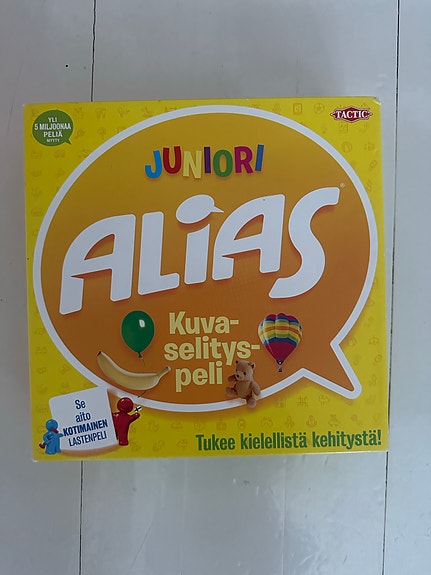 YLI
5 MILJOONAA
PELIÄ
MYYTY
TACTIC
JUNIORI
ALIAS®
Kuva-
selitys-
peli
Se
aito
KOTIMAINEN
LASTENPELI
Tukee kielellistä kehitystä!